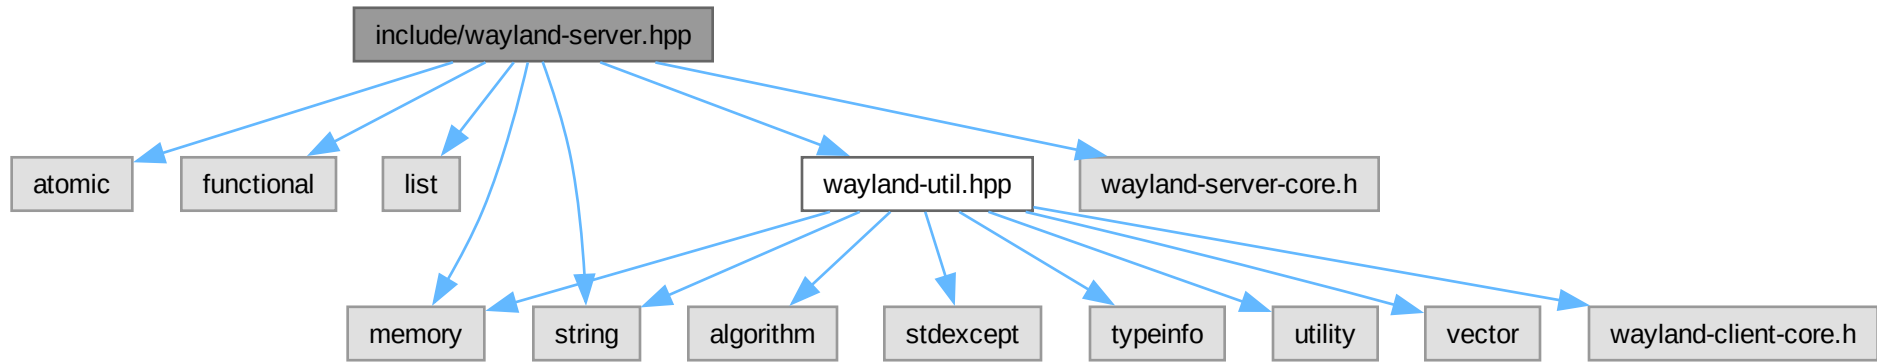 include/wayland-server.hpp
atomic
functional
list
wayland-util.hpp
wayland-server-core.h
memory
string
algorithm
stdexcept
typeinfo
utility
vector
wayland-client-core.h